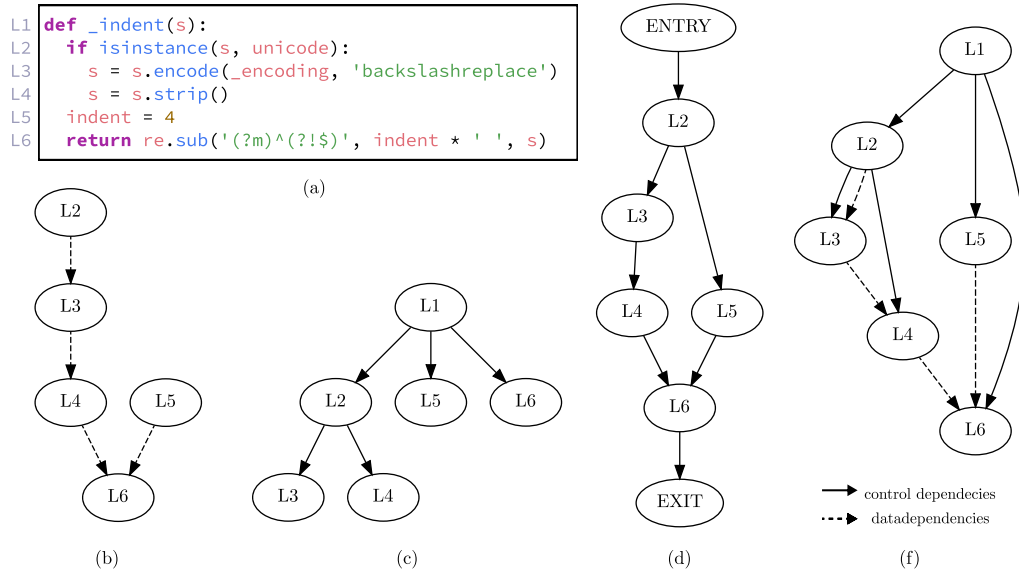 L1 def _indent(s):
L2 if isinstance(s, unicode):
L3 s = s.encode(_encoding, 'backslashreplace')
L4 s = s.strip()
L5 indent = 4
L6 return re.sub('(?m)^(?!$)', indent * ' ', s)
(a)
L2
L3
L4 L5
L6
(b)
L1
L2 L5 L6
L3 L4
(c)
ENTRY
L2
L3
L4 L5
L6
EXIT
(d)
L1
L2
L3 L5
L4
L6
control dependecies
datadependencies
(f)